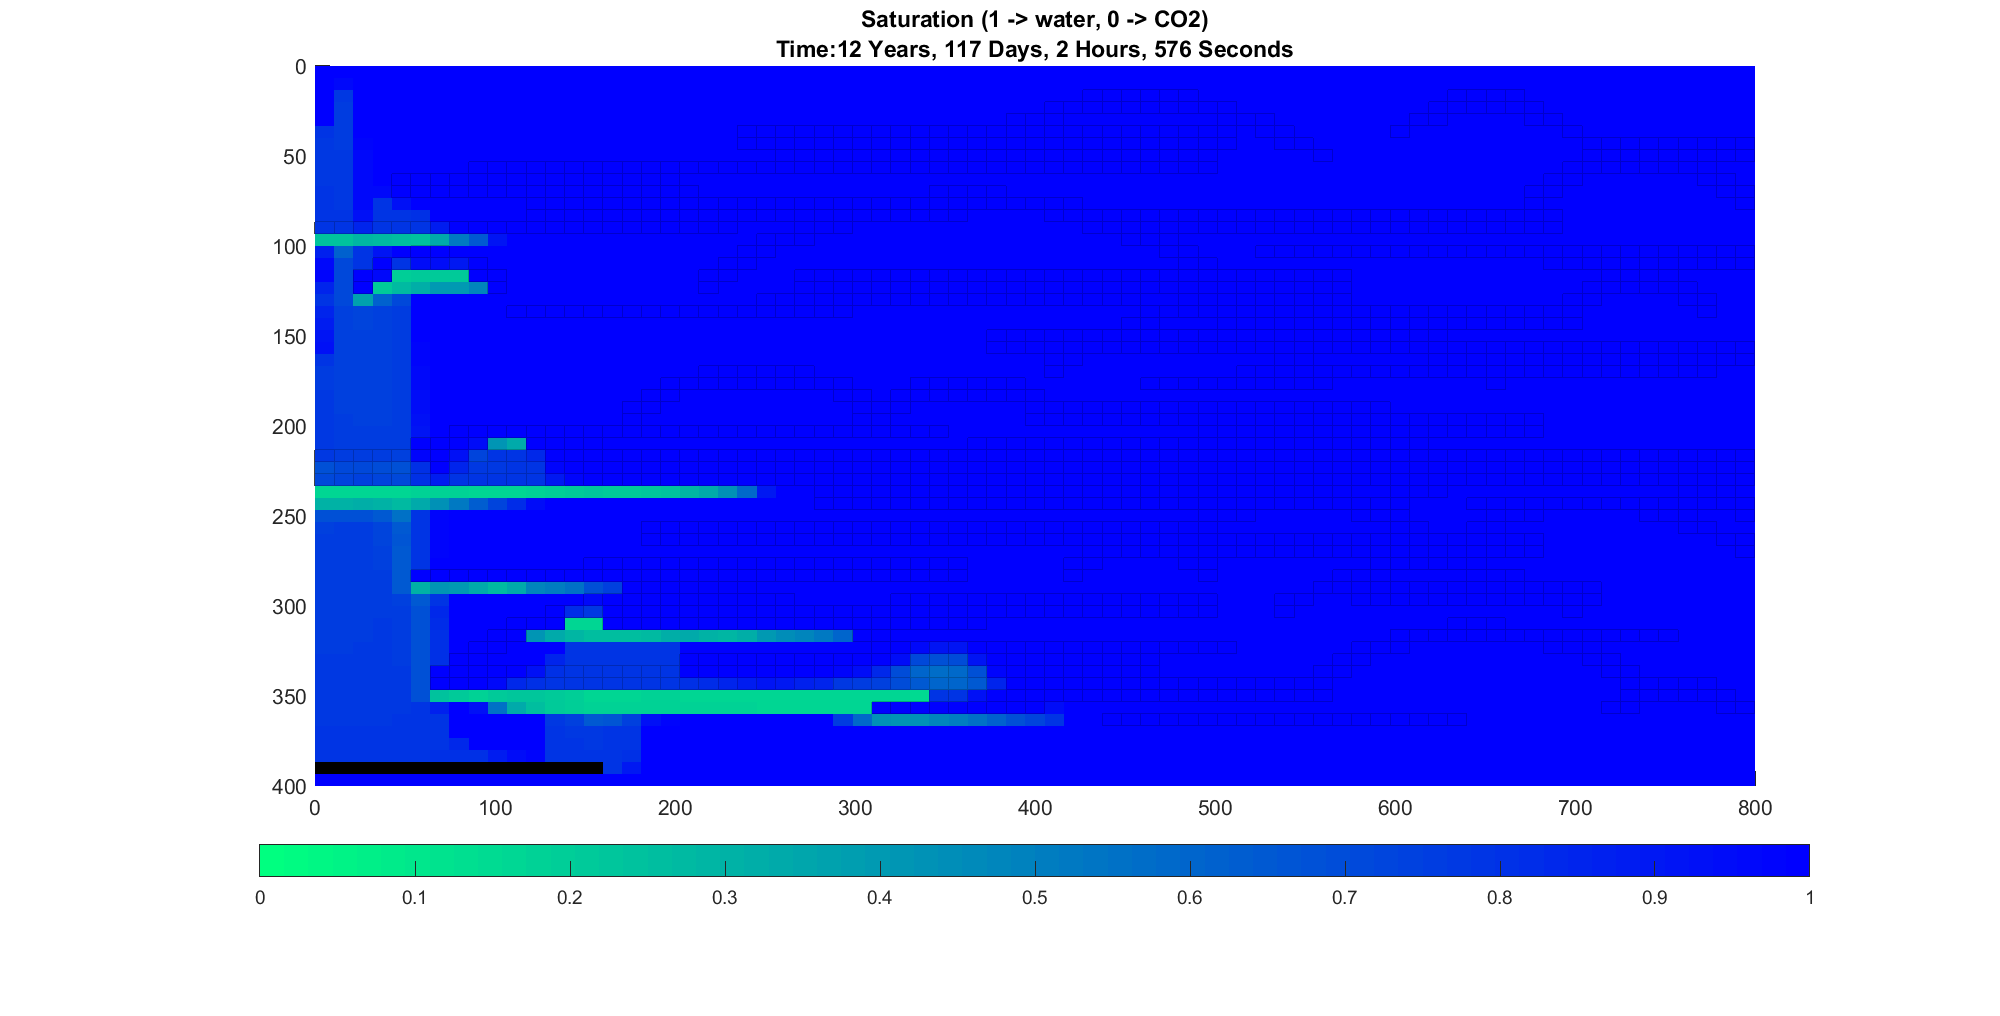 Saturation (1 -> water, 0 -> CO2)
Time:12 Years, 117 Days, 2 Hours, 576 Seconds
0
50
100
150
200
250
300
350
400
0 100 200 300 400 500 600 700 800
0 0.1 0.2 0.3 0.4 0.5 0.6 0.7 0.8 0.9 1